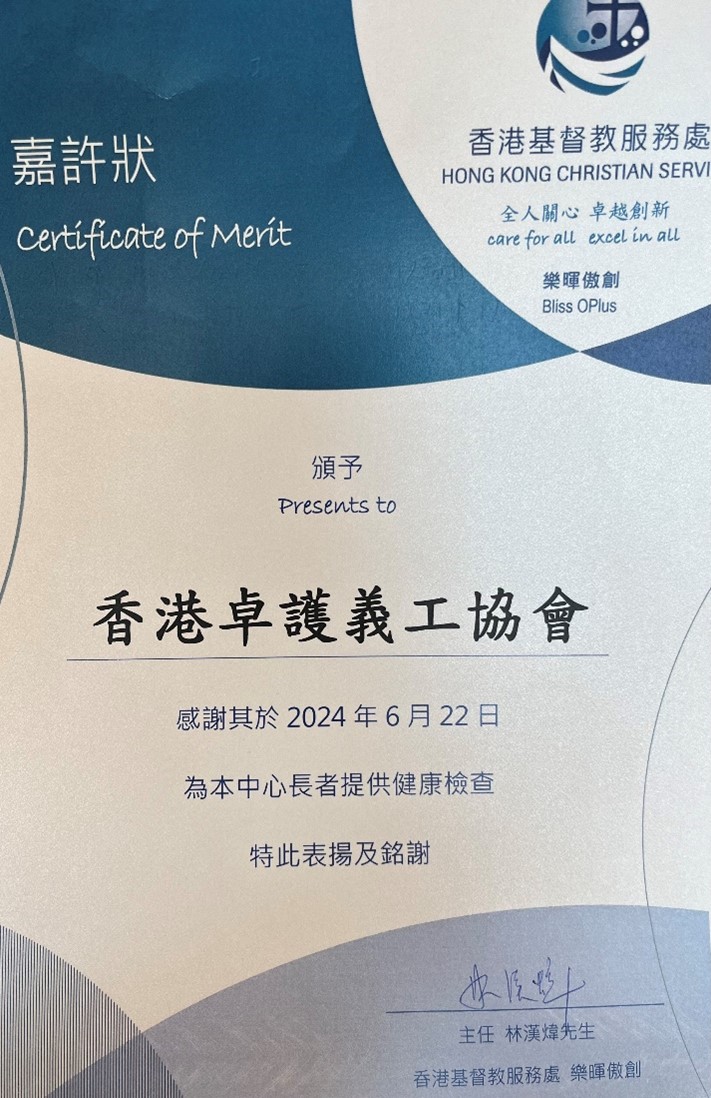 嘉許狀
Certificate of Merit
香港基督教服務處
HONG KONG CHRISTIAN SERVI
全人關心 卓越創新
care for all excel in all
樂暉傲創
Bliss OPlus
頒予
Presents to
香港卓護義工協會
感謝其於 2024 年 6 月 22 日
為本中心長者提供健康檢查
特此表揚及銘謝
主任 林漢煒先生
香港基督教服務處 樂暉傲創